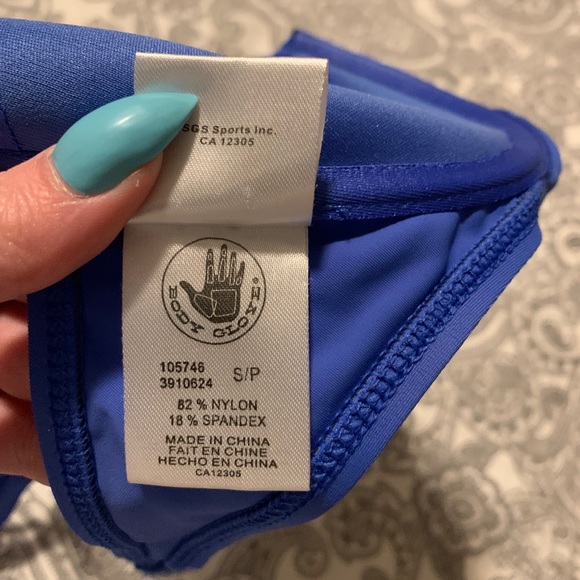 SGS Sports Inc.
CA 12305
BODY GLOVE®
105746
3910624
S/P
82 % NYLON
18 % SPANDEX
MADE IN CHINA
FAIT EN CHINE
HECHO EN CHINA
CA12305